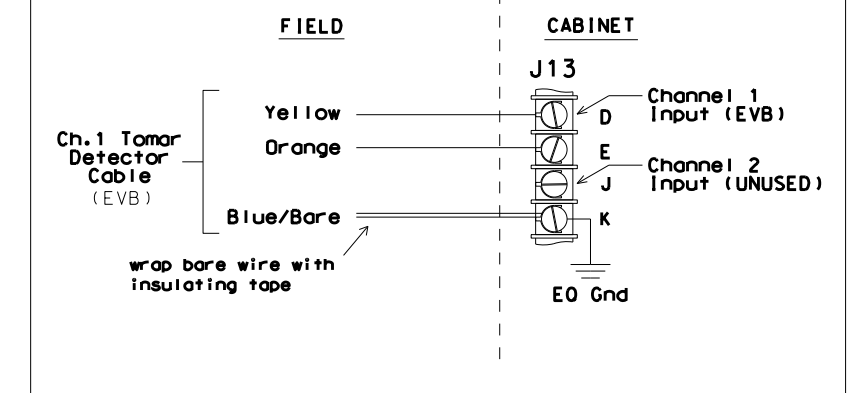 FIELD
CABINET
J13
Ch.1 Tomar
Detector
Cable
(EVB)
Yellow
Orange
Blue/Bare
wrap bare wire with
insulating tape
D
E
J
K
Channel 1
Input (EVB)
Channel 2
Input (UNUSED)
EQ Gnd